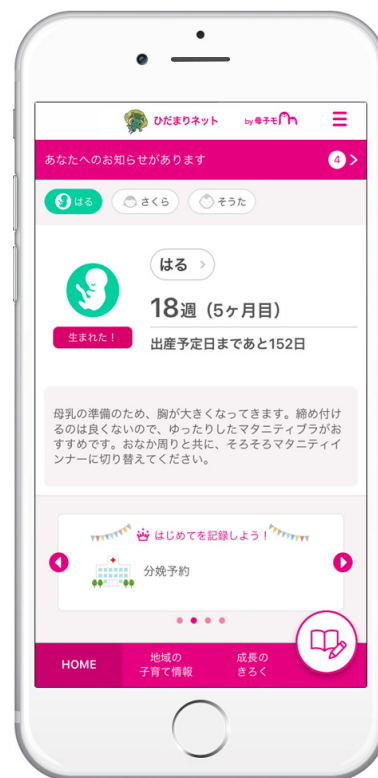 ひだまりネット by 母子モ
あなたへのお知らせがあります 4
はる さくら そうた
はる
18週（5ヶ月目）
生まれた！
出産予定日まであと152日
母乳の準備のため、胸が大きくなってきます。締め付け
るのは良くないので、ゆったりしたマタニティブラがお
すすめです。おなか周りと共に、そろそろマタニティイ
ンナーに切り替えてください。
はじめてを記録しよう！
分娩予約
HOME
地域の
子育て情報
成長の
きろく